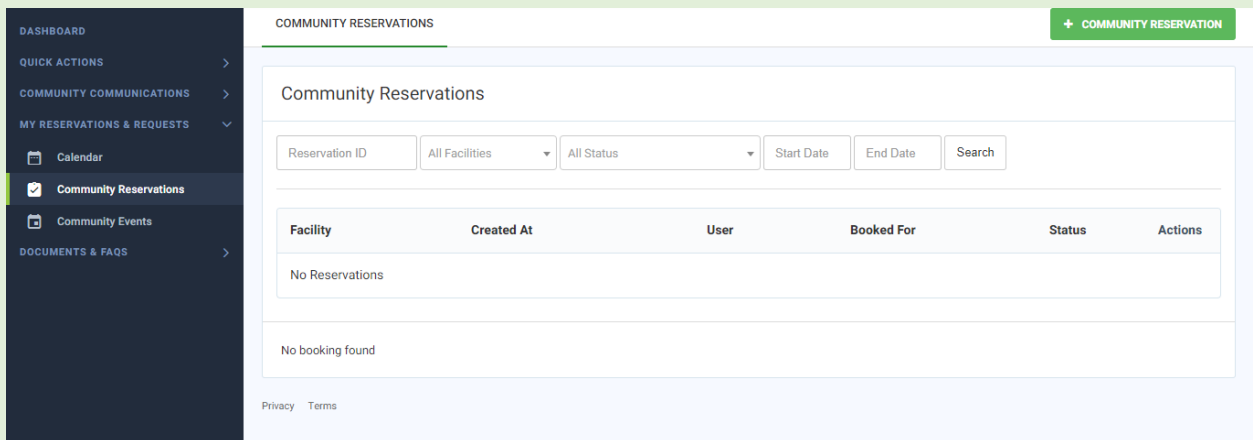 DASHBOARD
QUICK ACTIONS
COMMUNITY COMMUNICATIONS
MY RESERVATIONS & REQUESTS
Calendar
Community Reservations
Community Events
DOCUMENTS & FAQS
COMMUNITY RESERVATIONS
+ COMMUNITY RESERVATION
Community Reservations
Reservation ID All Facilities All Status Start Date End Date Search
Facility Created At User Booked For Status Actions
No Reservations
No booking found
Privacy Terms